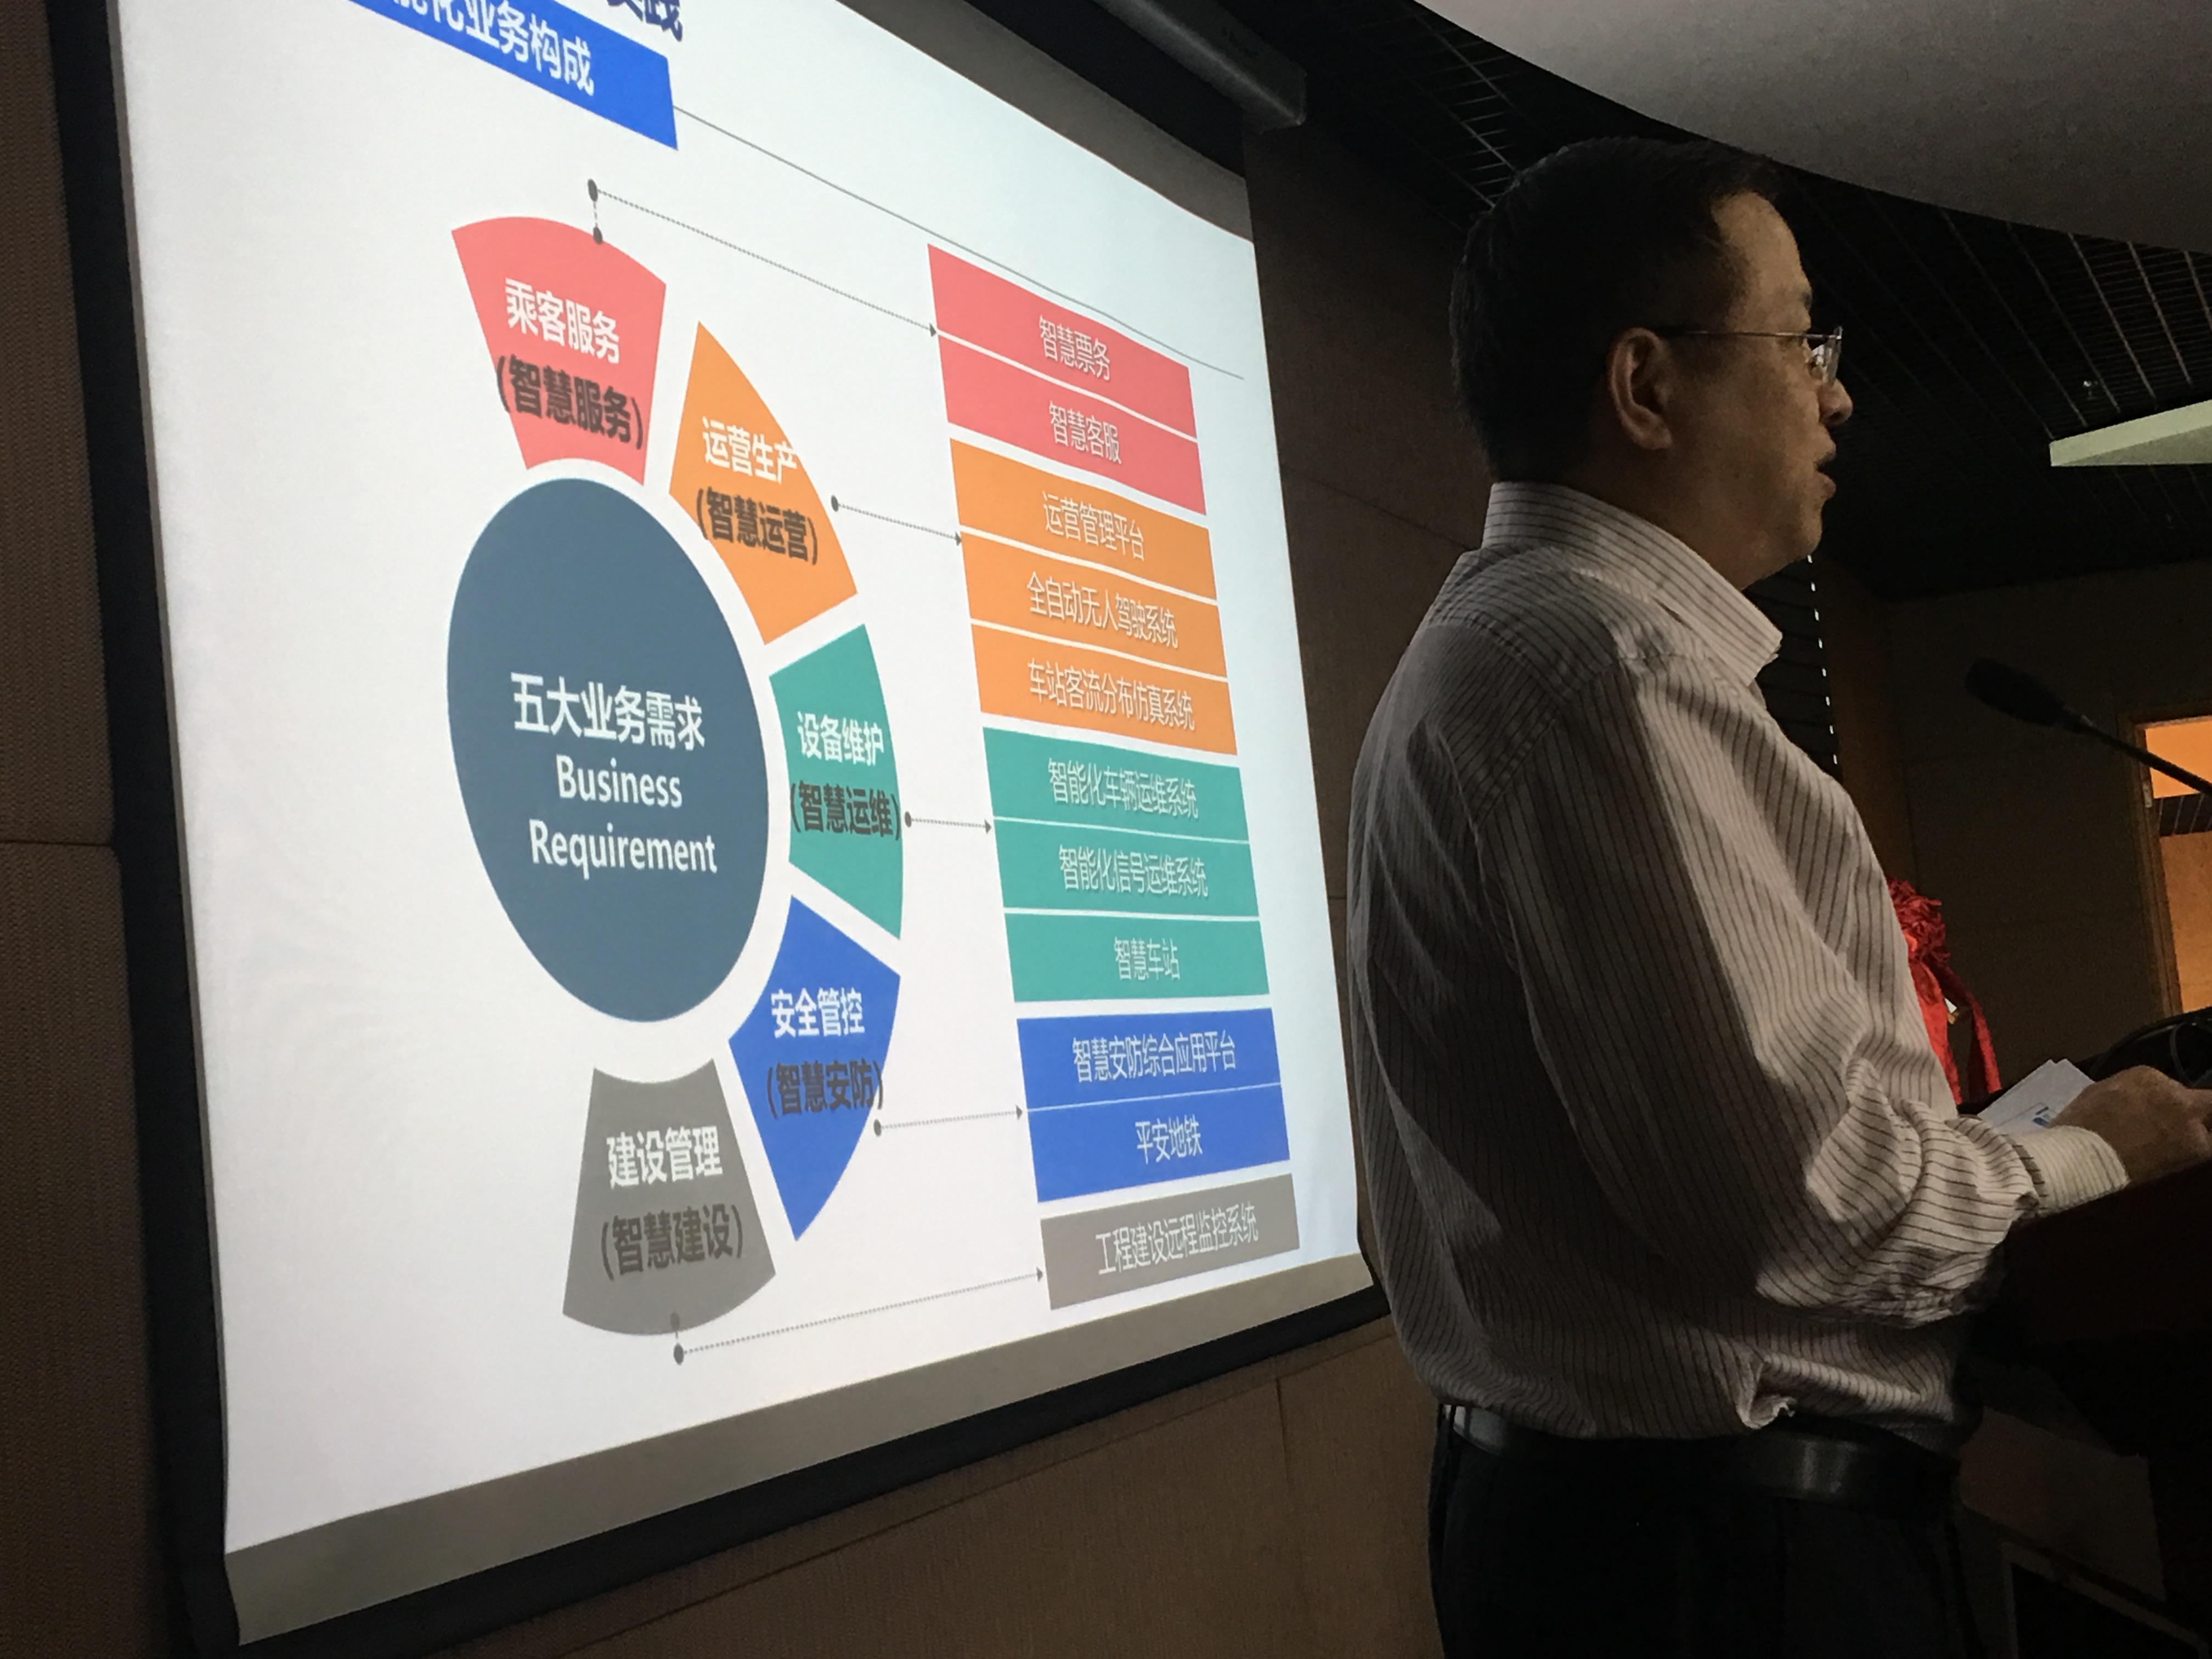 实践
能化业务构成
乘客服务
(智慧服务)
运营生产
(智慧运营)
设备维护
(智慧运维)
安全管控
(智慧安防)
建设管理
(智慧建设)
五大业务需求
Business
Requirement
智慧票务
智慧客服
运营管理平台
全自动无人驾驶系统
车站客流分布仿真系统
智能化车辆运维系统
智能化信号运维系统
智慧车站
智慧安防综合应用平台
平安地铁
工程建设远程监控系统